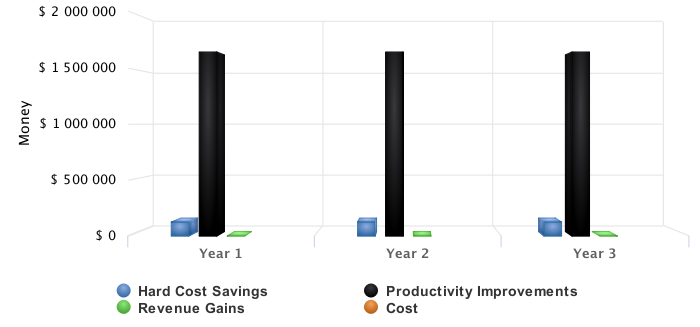 $ 2 000 000
$ 1 500 000
$ 1 000 000
$ 500 000
$ 0
Money
Year 1 Year 2 Year 3
Hard Cost Savings Productivity Improvements
Revenue Gains Cost